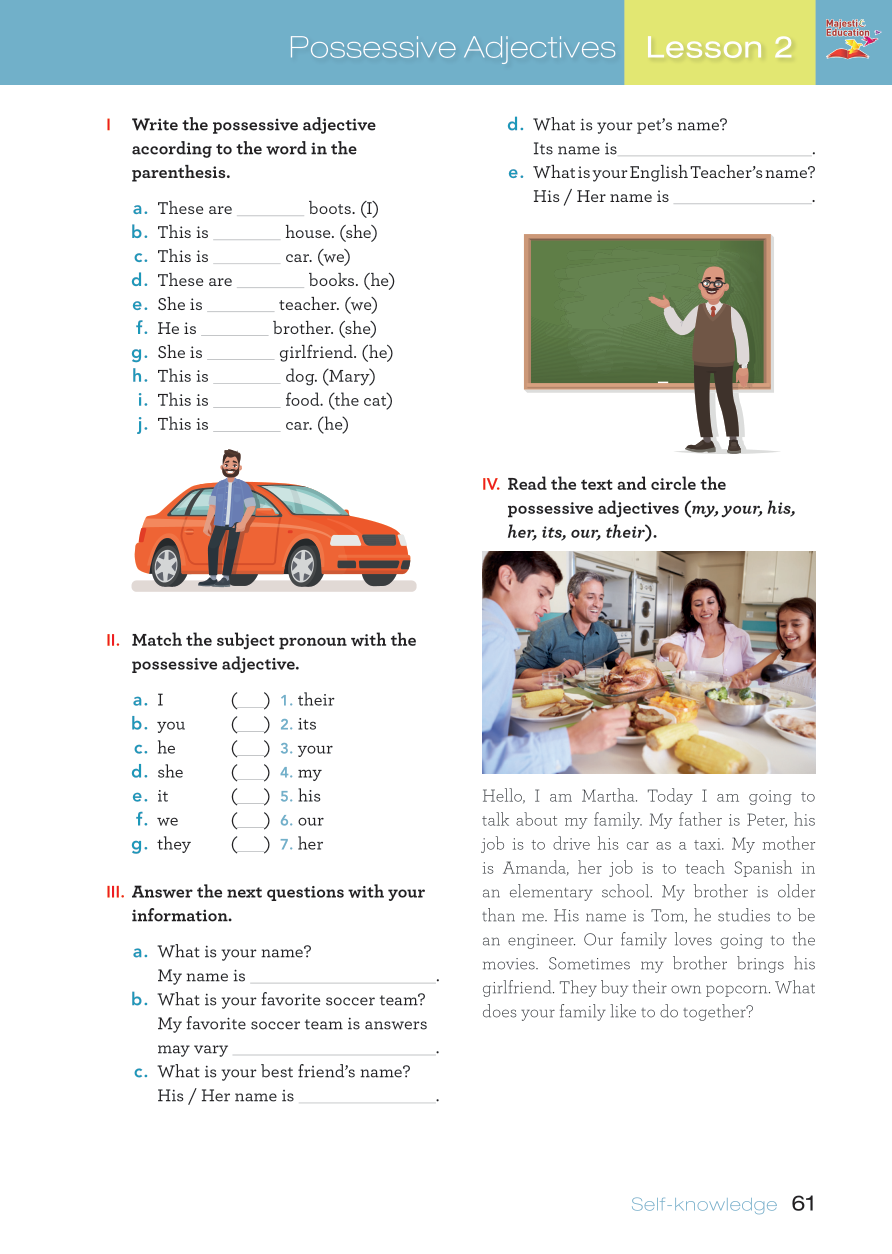 Possessive Adjectives Lesson 2
Majesti
Education
I Write the possessive adjective
according to the word in the
parenthesis.
a. These are ________ boots. (I)
b. This is ________ house. (she)
c. This is ________ car. (we)
d. These are ________ books. (he)
e. She is ________ teacher. (we)
f. He is ________ brother. (she)
g. She is ________ girlfriend. (he)
h. This is ________ dog. (Mary)
i. This is ________ food. (the cat)
j. This is ________ car. (he)
II. Match the subject pronoun with the
possessive adjective.
a. I (___) 1. their
b. you (___) 2. its
c. he (___) 3. your
d. she (___) 4. my
e. it (___) 5. his
f. we (___) 6. our
g. they (___) 7. her
III. Answer the next questions with your
information.
a. What is your name?
My name is ______________________.
b. What is your favorite soccer team?
My favorite soccer team is answers
may vary ________________________.
c. What is your best friend's name?
His / Her name is ________________.
d. What is your pet's name?
Its name is_______________________.
e. What is your English Teacher's name?
His / Her name is ________________.
IV. Read the text and circle the
possessive adjectives (my, your, his,
her, its, our, their).
Hello, I am Martha. Today I am going to
talk about my family. My father is Peter, his
job is to drive his car as a taxi. My mother
is Amanda, her job is to teach Spanish in
an elementary school. My brother is older
than me. His name is Tom, he studies to be
an engineer. Our family loves going to the
movies. Sometimes my brother brings his
girlfriend. They buy their own popcorn. What
does your family like to do together?
Self-knowledge 61